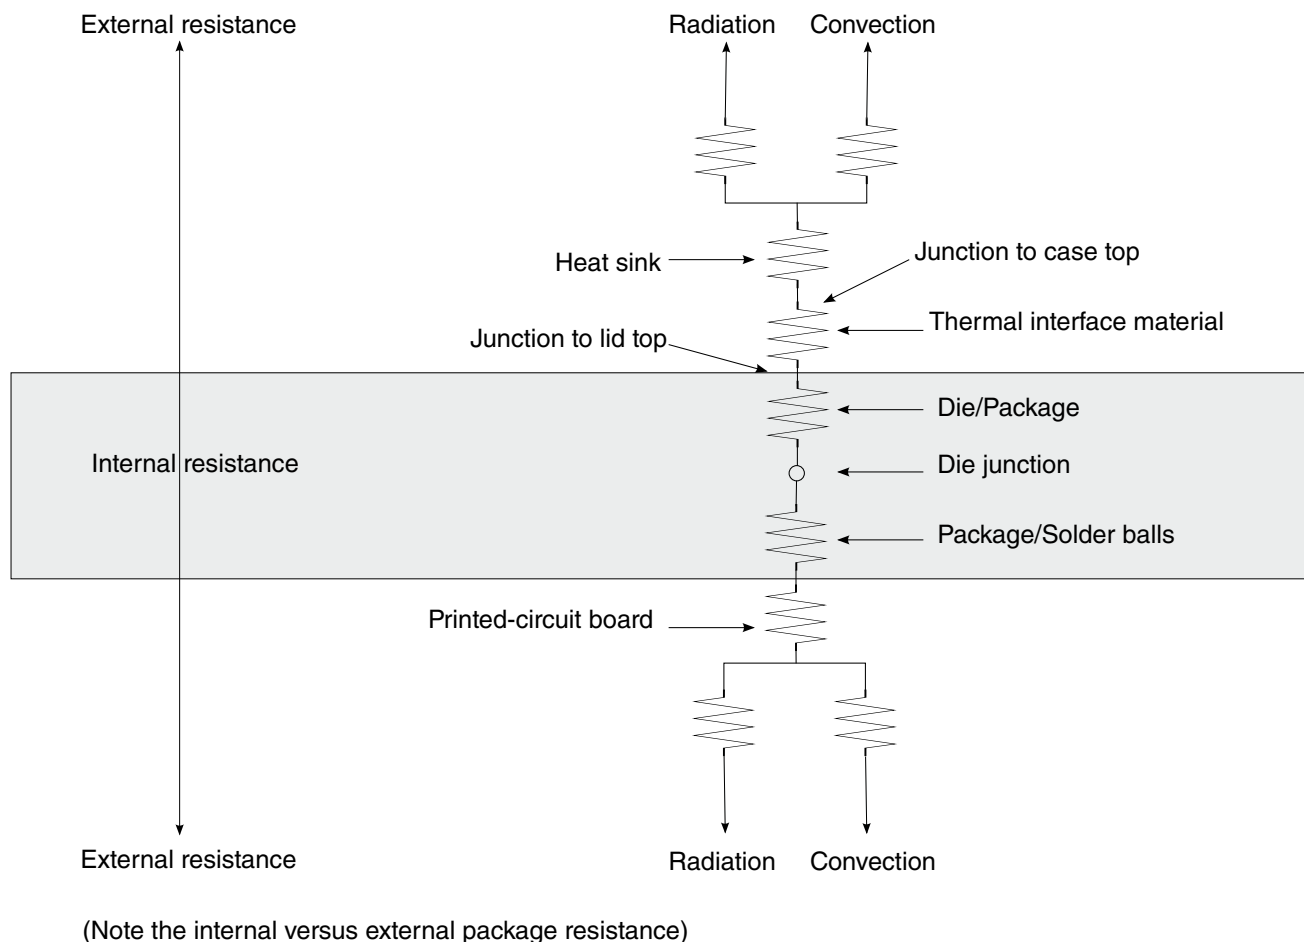 External resistance
Radiation
Convection
Heat sink
Junction to case top
Thermal interface material
Junction to lid top
Die/Package
Internal resistance
Die junction
Package/Solder balls
Printed-circuit board
External resistance
Radiation
Convection
(Note the internal versus external package resistance)